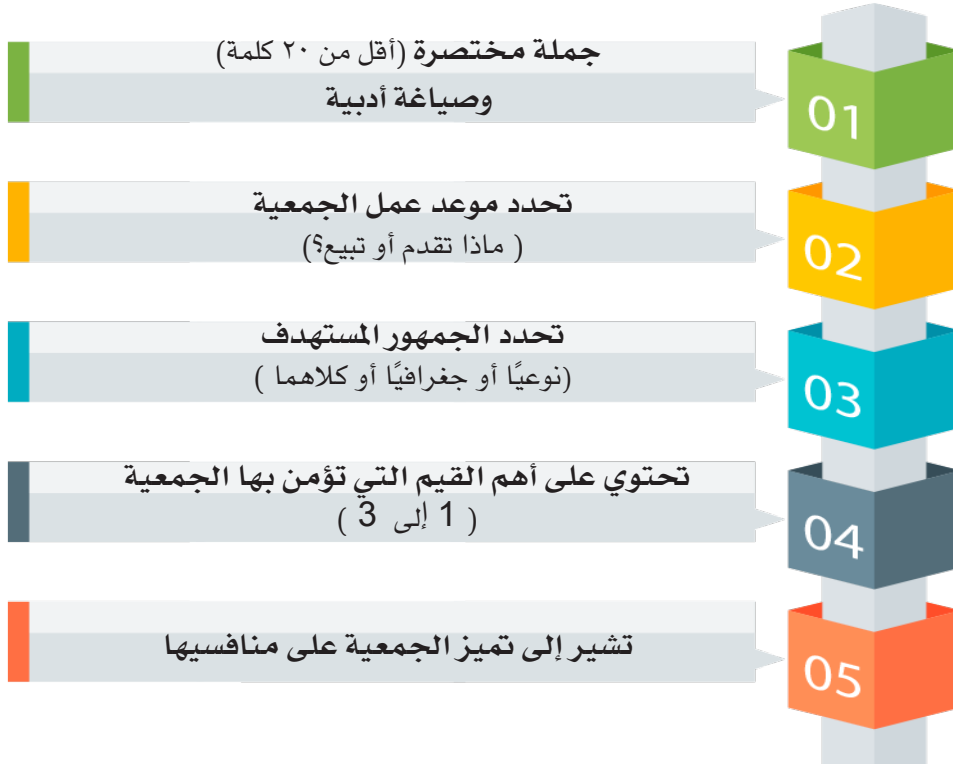 01
جملة مختصرة (أقل من ٢٠ كلمة)
وصياغة أدبية
02
تحدد موعد عمل الجمعية
( ماذا تقدم أو تبيع؟)
03
تحدد الجمهور المستهدف
(نوعيًا أو جغرافيًا أو كلاهما )
04
تحتوي على أهم القيم التي تؤمن بها الجمعية
( 1 إلى 3 )
05
تشير إلى تميز الجمعية على منافسيها